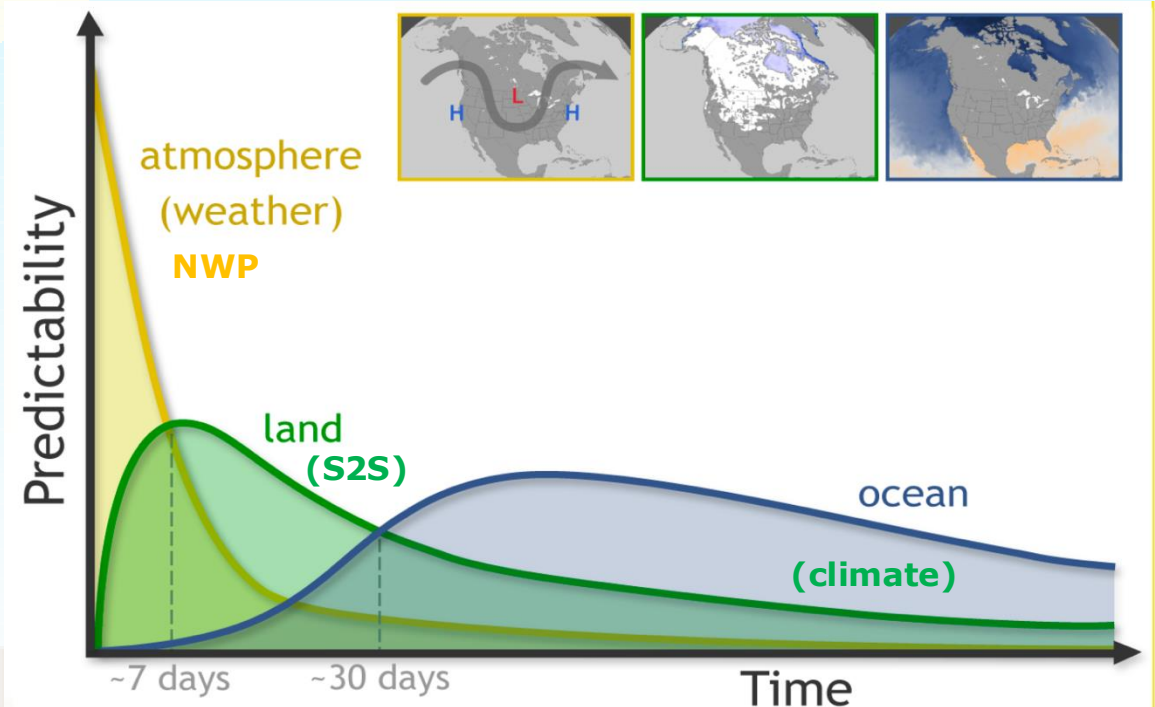 H
L
H
atmosphere
(weather)
NWP
Predictability
land
(S2S)
ocean
(climate)
~7 days
~30 days
Time